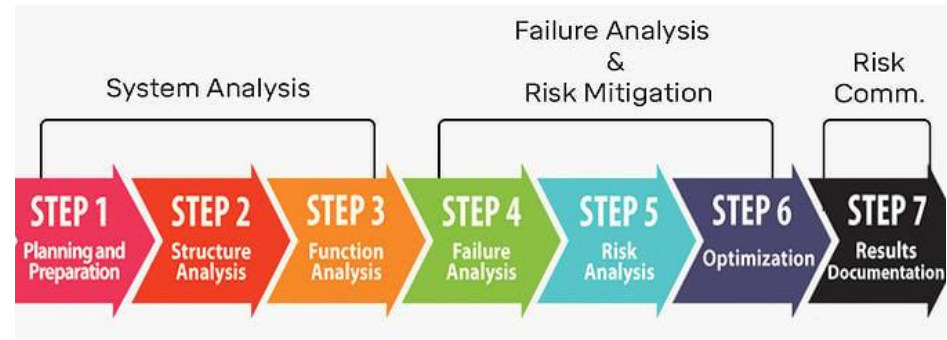 System Analysis
Failure Analysis
&
Risk Mitigation
Risk
Comm.
STEP 1
Planning and
Preparation
STEP 2
Structure
Analysis
STEP 3
Function
Analysis
STEP 4
Failure
Analysis
STEP 5
Risk
Analysis
STEP 6
Optimization
STEP 7
Results
Documentation